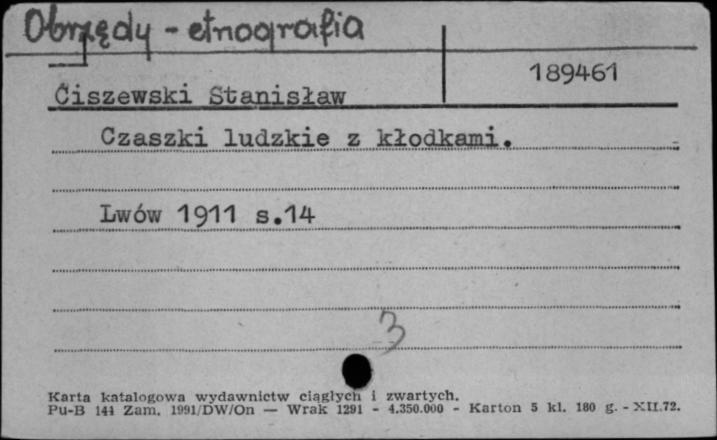 Obrzędy - etnografia
189461
Ciszewski Stanisław
Czaszki ludzkie z kłodkami.
Lwów 1911 s.14
3
Karta katalogowa wydawnictw ciągłych i zwartych.
Pu-B 144 Zam. 1991/DW/On — Wrak 1291 - 4.350.000 - Karton 5 kl. 180 g. - XII.72.